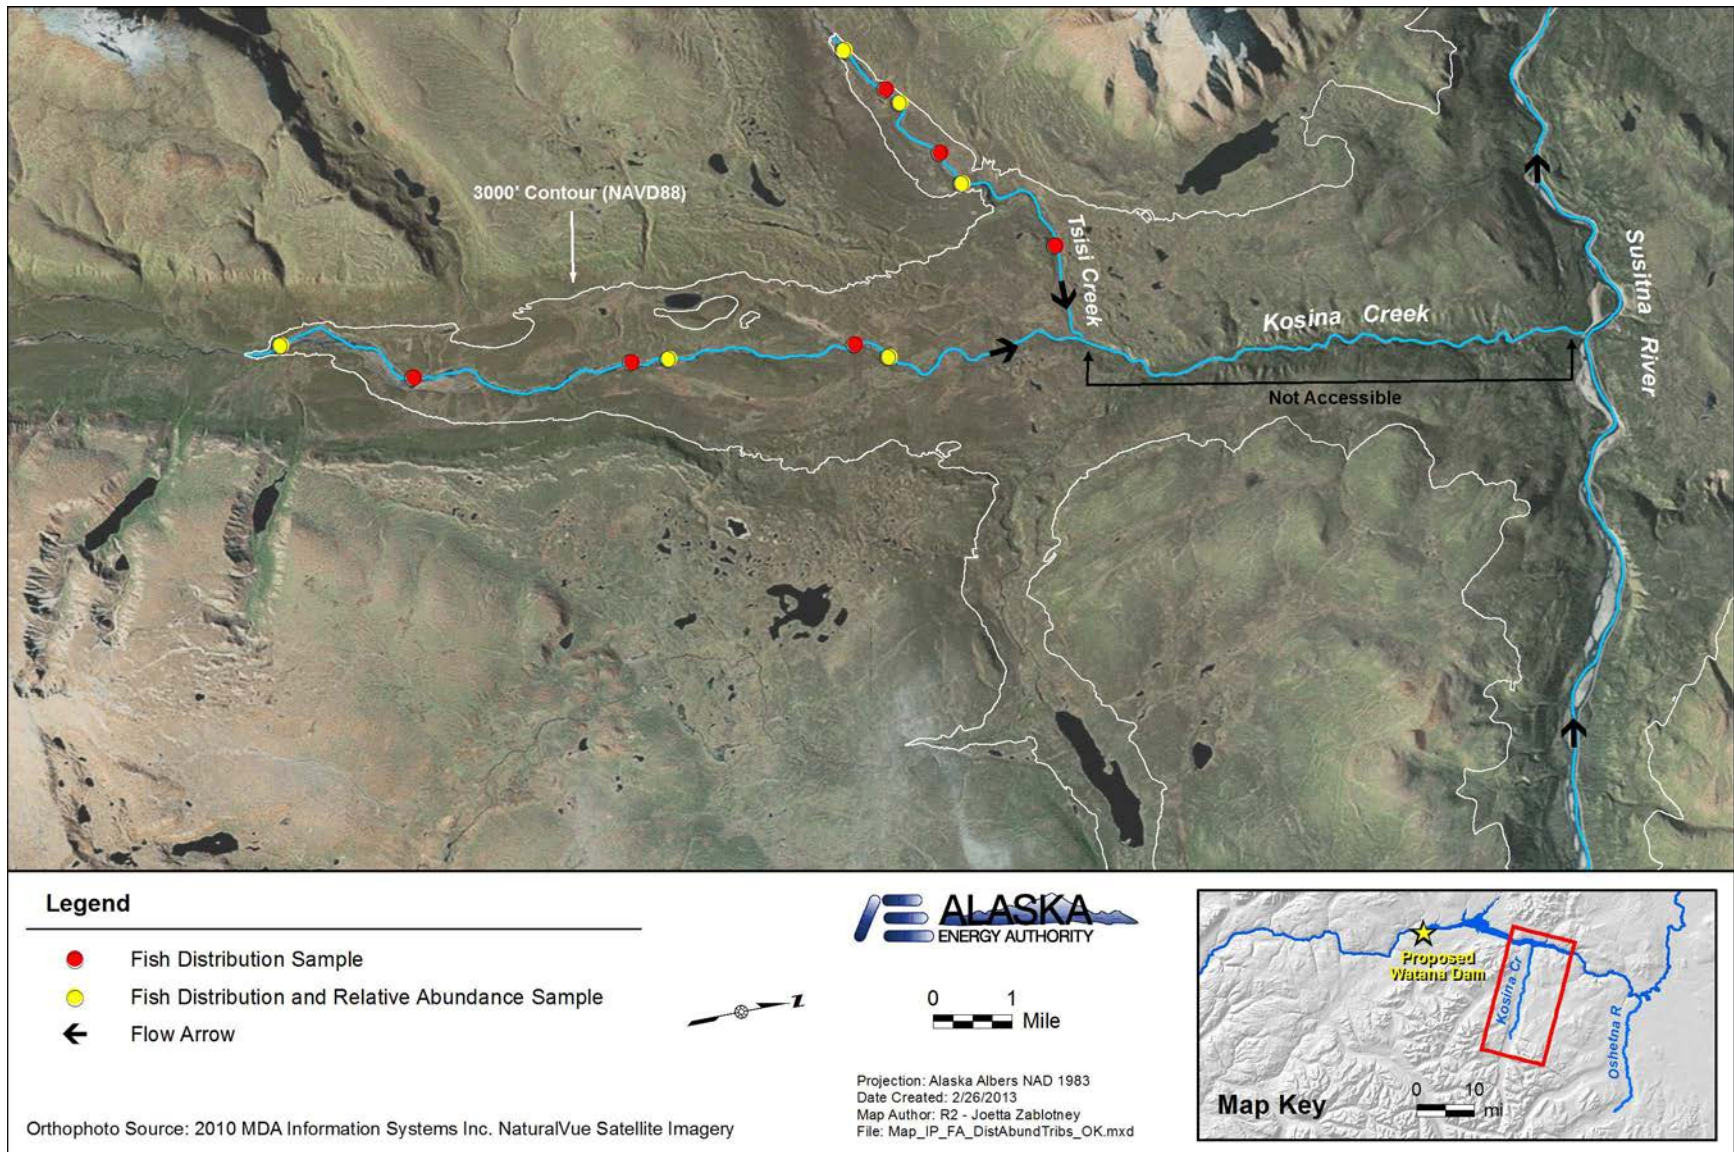 3000' Contour (NAVD88)
Tsisi Creek
Kosina Creek
Susitna River
Not Accessible
Legend
Fish Distribution Sample
Fish Distribution and Relative Abundance Sample
Flow Arrow
Orthophoto Source: 2010 MDA Information Systems Inc. NaturalVue Satellite Imagery
Z
ALASKA
ENERGY AUTHORITY
0 1
Mile
Projection: Alaska Albers NAD 1983
Date Created: 2/26/2013
Map Author: R2 - Joetta Zablotney
File: Map_IP_FA_DistAbundTribs_OK.mxd
Proposed
Watana Dam
Kosina Cr
Oshetna R
Map Key
0 10
mi